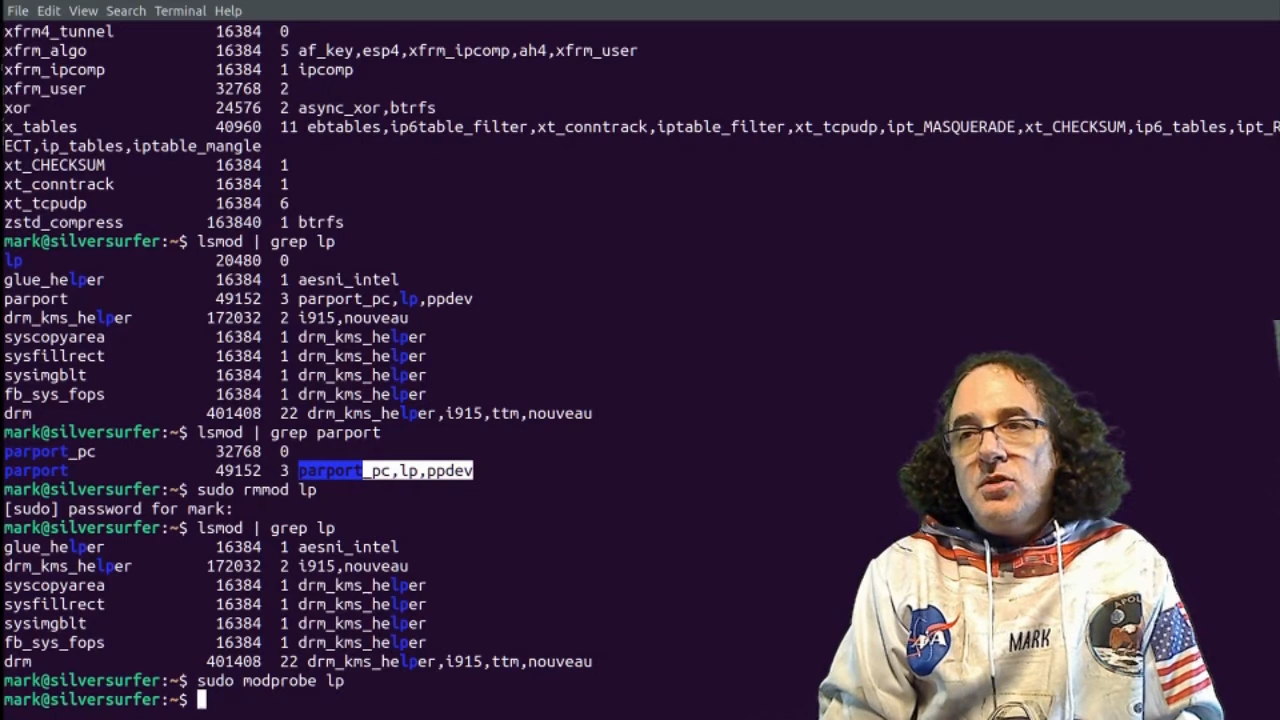 File Edit View Search Terminal Help
xfrm4_tunnel 16384 0
xfrm_algo 16384 5 af_key,esp4,xfrm_ipcomp,ah4,xfrm_user
xfrm_ipcomp 16384 1 ipcomp
xfrm_user 32768 2
xor 24576 2 async_xor,btrfs
x_tables 40960 11 ebtables,ip6table_filter,xt_conntrack,iptable_filter,xt_tcpudp,ipt_MASQUERADE,xt_CHECKSUM,ip6_tables,ipt_R
ECT,ip_tables,iptable_mangle
xt_CHECKSUM 16384 1
xt_conntrack 16384 1
xt_tcpudp 16384 6
zstd_compress 163840 1 btrfs
mark@silversurfer:~$ lsmod | grep lp
lp 20480 0
glue_helper 16384 1 aesni_intel
parport 49152 3 parport_pc,lp,ppdev
drm_kms_helper 172032 2 i915,nouveau
syscopyarea 16384 1 drm_kms_helper
sysfillrect 16384 1 drm_kms_helper
sysimgblt 16384 1 drm_kms_helper
fb_sys_fops 16384 1 drm_kms_helper
drm 401408 22 drm_kms_helper,i915,ttm,nouveau
mark@silversurfer:~$ lsmod | grep parport
parport_pc 32768 0
parport 49152 3 parport_pc,lp,ppdev
mark@silversurfer:~$ sudo rmmod lp
[sudo] password for mark:
mark@silversurfer:~$ lsmod | grep lp
glue_helper 16384 1 aesni_intel
drm_kms_helper 172032 2 i915,nouveau
syscopyarea 16384 1 drm_kms_helper
sysfillrect 16384 1 drm_kms_helper
sysimgblt 16384 1 drm_kms_helper
fb_sys_fops 16384 1 drm_kms_helper
drm 401408 22 drm_kms_helper,i915,ttm,nouveau
mark@silversurfer:~$ sudo modprobe lp
mark@silversurfer:~$
NASA
MARK